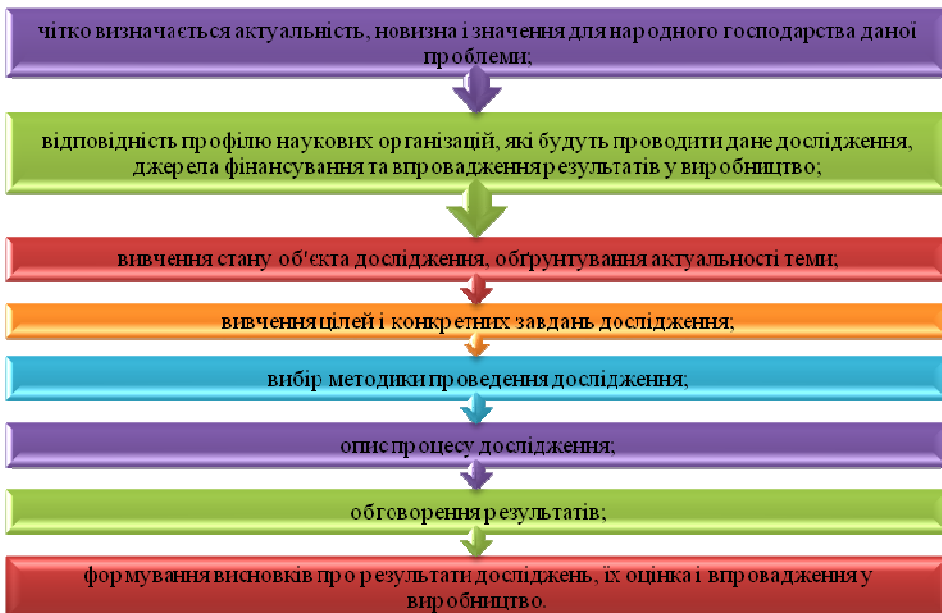 чітко визначається актуальність, новизна і значення для народного господарства даної
проблеми;
відповідність профілю наукових організацій, які будуть проводити дане дослідження,
джерела фінансування та впровадження результатів у виробництво;
вивчення стану об'єкта дослідження, обґрунтування актуальності теми;
вивчення цілей і конкретних завдань дослідження;
вибір методики проведення дослідження;
опис процесу дослідження;
обговорення результатів;
формування висновків про результати досліджень, їх оцінка і впровадження у
виробництво.